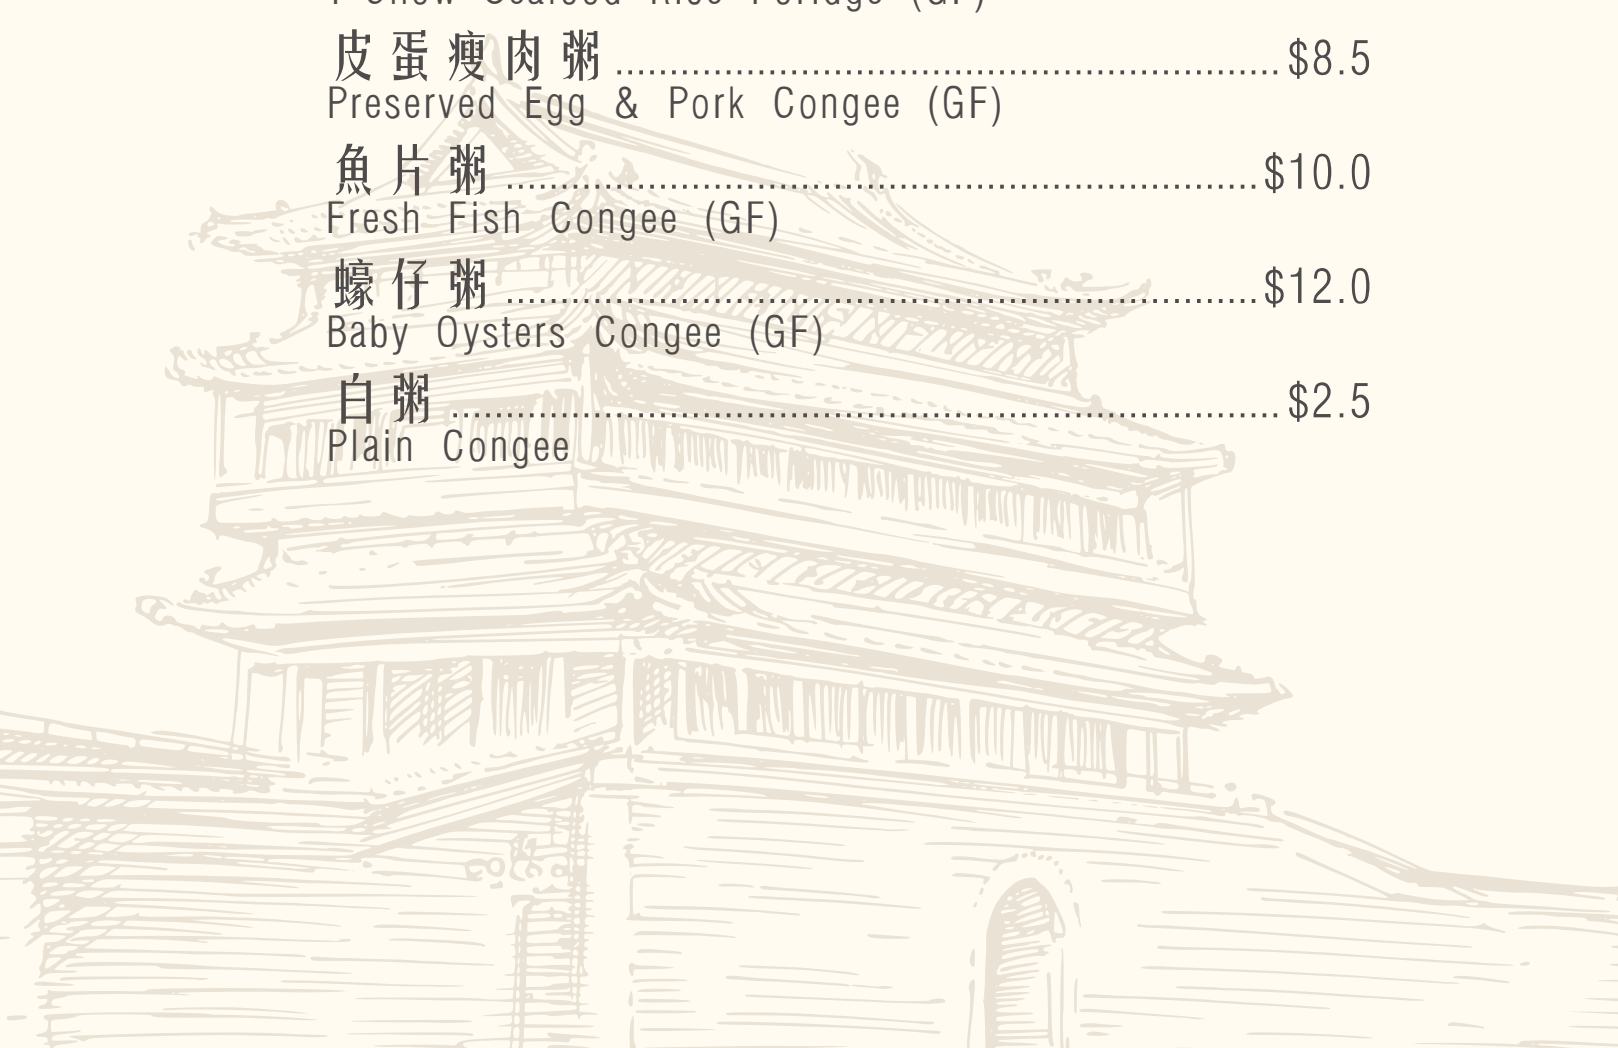 皮蛋瘦肉粥 $8.5
Preserved Egg & Pork Congee (GF)
魚片粥 $10.0
Fresh Fish Congee (GF)
蠔仔粥 $12.0
Baby Oysters Congee (GF)
白粥 $2.5
Plain Congee